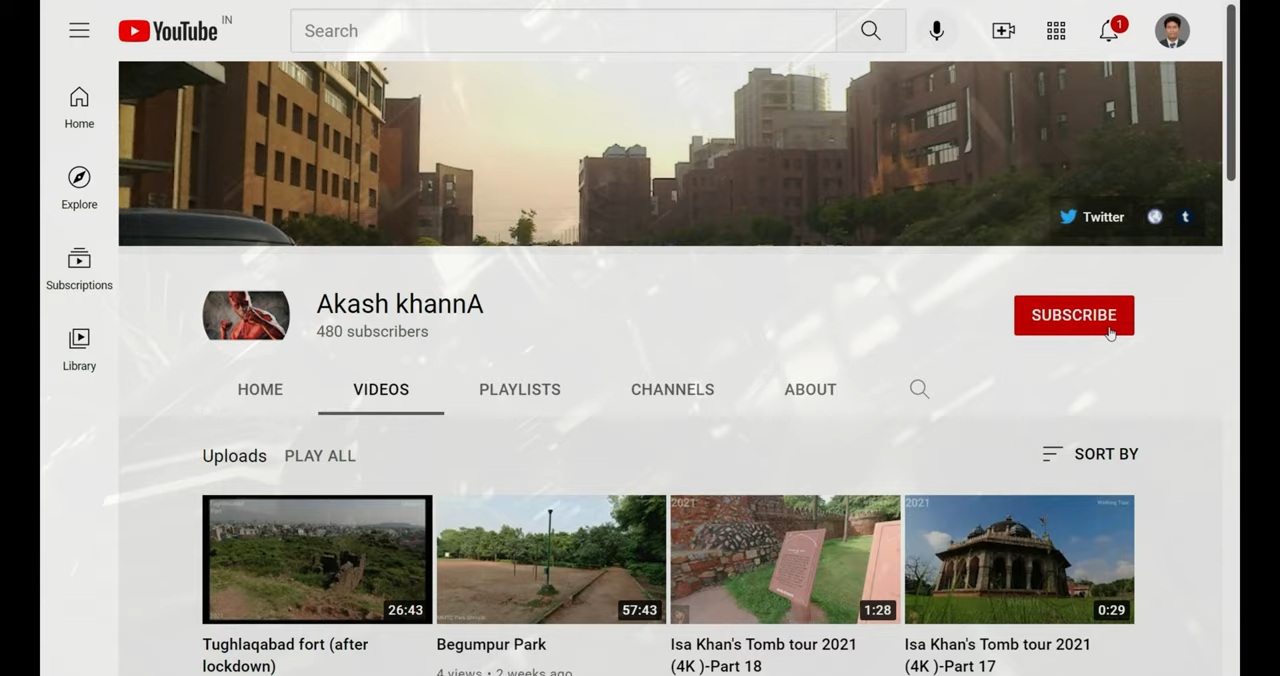 YouTube IN
Search
1
Home
Explore
Subscriptions
Library
Twitter
t
Akash khannA
480 subscribers
SUBSCRIBE
HOME VIDEOS PLAYLISTS CHANNELS ABOUT
Uploads PLAY ALL SORT BY
2021
2021
26:43 57:43 1:28 0:29
Tughlaqabad fort (after
lockdown)
Begumpur Park
4 views • 2 weeks ago
Isa Khan's Tomb tour 2021
(4K )-Part 18
Isa Khan's Tomb tour 2021
(4K )-Part 17